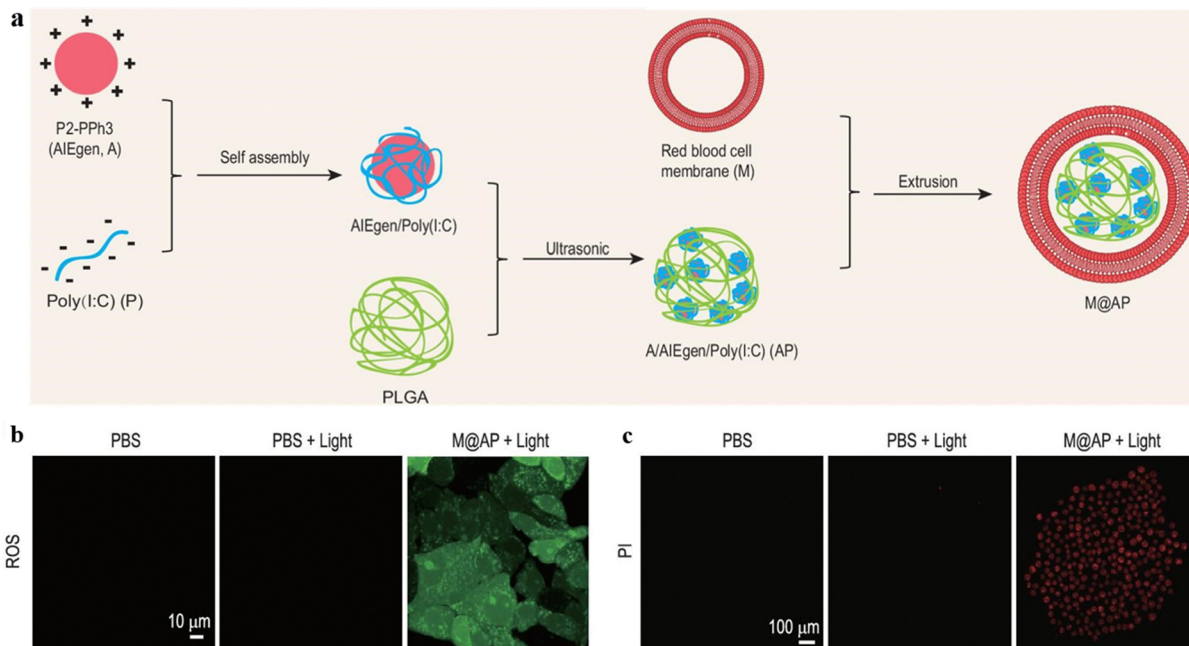 a
P2-PPh3
(AIEgen, A)
Self assembly
Poly(I:C) (P)
AIEgen/Poly(I:C)
PLGA
Ultrasonic
Red blood cell
membrane (M)
A/AIEgen/Poly(I:C) (AP)
Extrusion
M@AP
b
PBS
PBS + Light
M@AP + Light
ROS
10 μm
c
PBS
PBS + Light
M@AP + Light
PI
100 μm